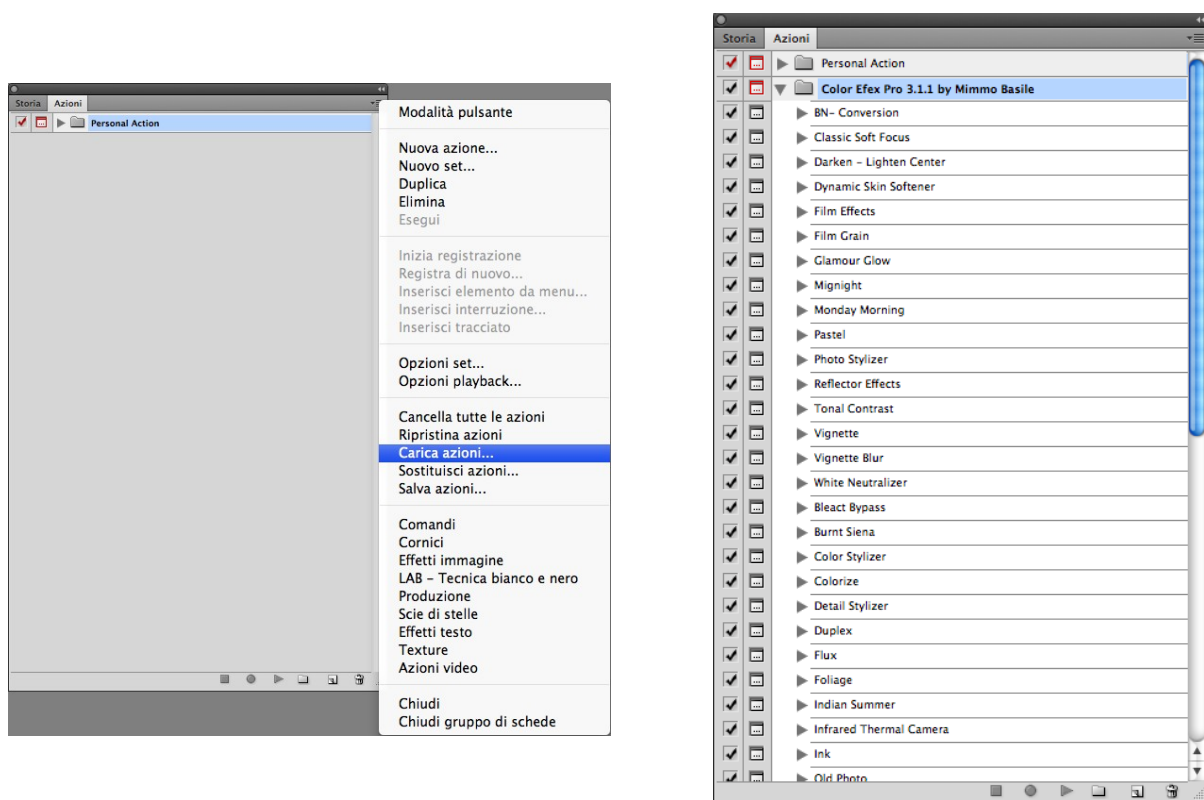 Storia Azioni
Personal Action
Modalità pulsante
Nuova azione...
Nuovo set...
Duplica
Elimina
Esegui
Inizia registrazione
Registra di nuovo...
Inserisci elemento da menu...
Inserisci interruzione...
Inserisci tracciato
Opzioni set...
Opzioni playback...
Cancella tutte le azioni
Ripristina azioni
Carica azioni...
Sostituisci azioni...
Salva azioni...
Comandi
Cornici
Effetti immagine
LAB – Tecnica bianco e nero
Produzione
Scie di stelle
Effetti testo
Texture
Azioni video
Chiudi
Chiudi gruppo di schede
Storia Azioni
Personal Action
Color Efex Pro 3.1.1 by Mimmo Basile
BN- Conversion
Classic Soft Focus
Darken – Lighten Center
Dynamic Skin Softener
Film Effects
Film Grain
Glamour Glow
Mignight
Monday Morning
Pastel
Photo Stylizer
Reflector Effects
Tonal Contrast
Vignette
Vignette Blur
White Neutralizer
Bleact Bypass
Burnt Siena
Color Stylizer
Colorize
Detail Stylizer
Duplex
Flux
Foliage
Indian Summer
Infrared Thermal Camera
Ink
Old Photo